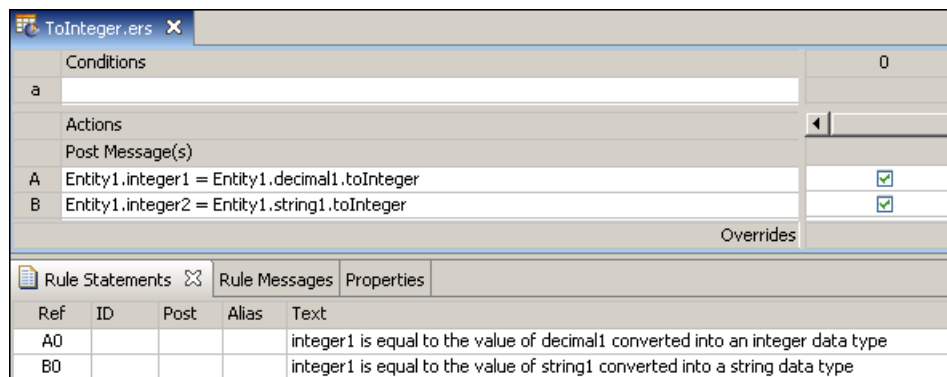 ToInteger.ers
Conditions 0
a
Actions
Post Message(s)
A Entity1.integer1 = Entity1.decimal1.toInteger
B Entity1.integer2 = Entity1.string1.toInteger
Overrides
Rule Statements Rule Messages Properties
Ref ID Post Alias Text
A0 integer1 is equal to the value of decimal1 converted into an integer data type
B0 integer1 is equal to the value of string1 converted into a string data type